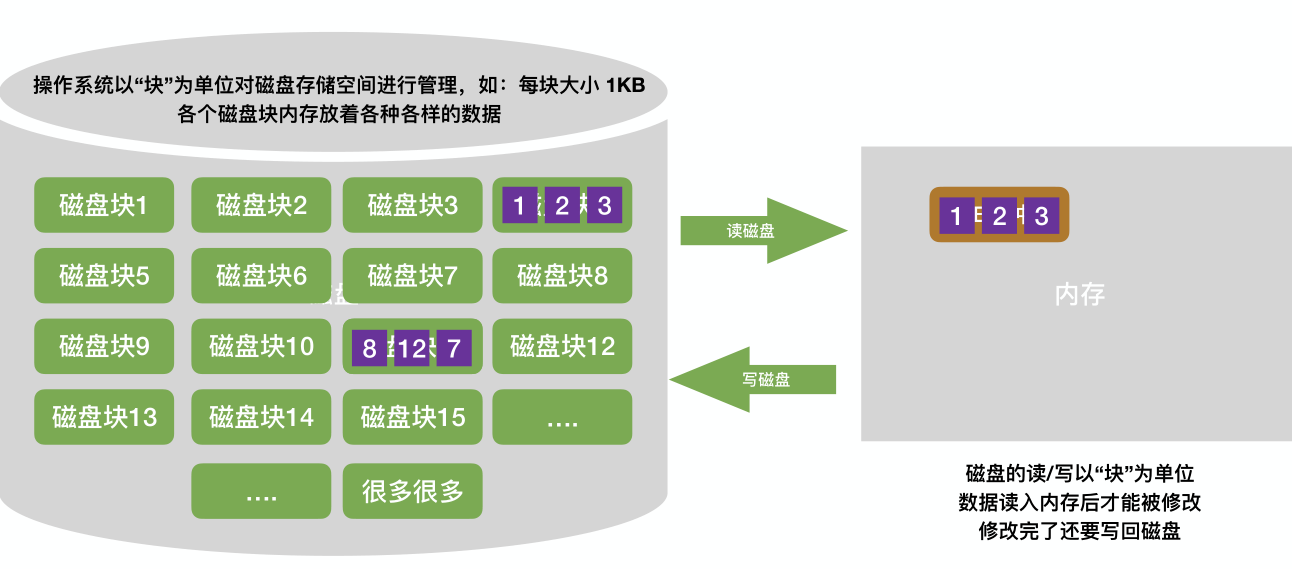 操作系统以“块”为单位对磁盘存储空间进行管理，如：每块大小 1KB
各个磁盘块内存放着各种各样的数据
磁盘块1 磁盘块2 磁盘块3 1 2 3
磁盘块5 磁盘块6 磁盘块7 磁盘块8
磁盘块9 磁盘块10 8 12 7 磁盘块12
磁盘块13 磁盘块14 磁盘块15 ....
.... 很多很多
读磁盘
写磁盘
1 2 3
内存
磁盘的读/写以“块”为单位
数据读入内存后才能被修改
修改完了还要写回磁盘